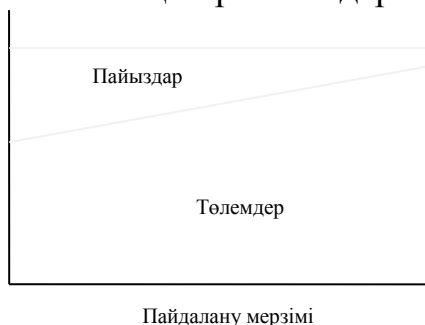 Пайыздар
Төлемдер
Пайдалану мерзімі